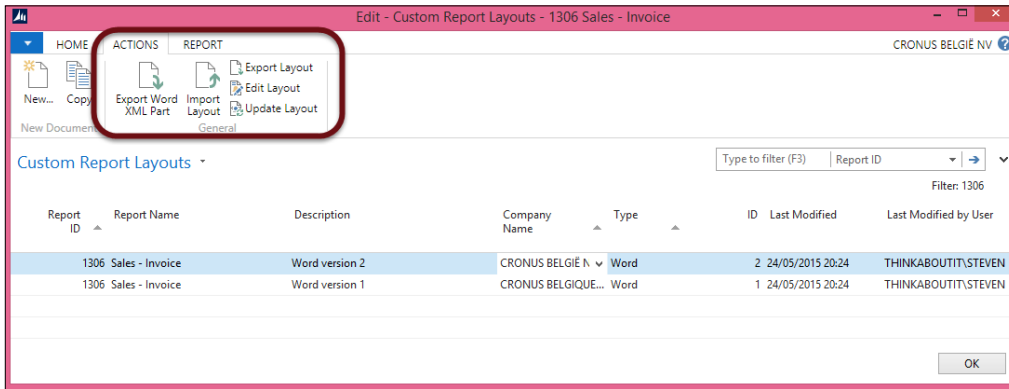 Edit - Custom Report Layouts - 1306 Sales - Invoice
HOME ACTIONS REPORT CRONUS BELGIË NV
New... Copy Export Word XML Part Import Layout Export Layout
Edit Layout
Update Layout
New Documen General
Custom Report Layouts
Type to filter (F3) Report ID
Filter: 1306
Report ID Report Name Description Company Name Type ID Last Modified Last Modified by User
1306 Sales - Invoice Word version 2 CRONUS BELGIË N Word 2 24/05/2015 20:24 THINKABOUTIT\STEVEN
1306 Sales - Invoice Word version 1 CRONUS BELGIQUE... Word 1 24/05/2015 20:24 THINKABOUTIT\STEVEN
OK